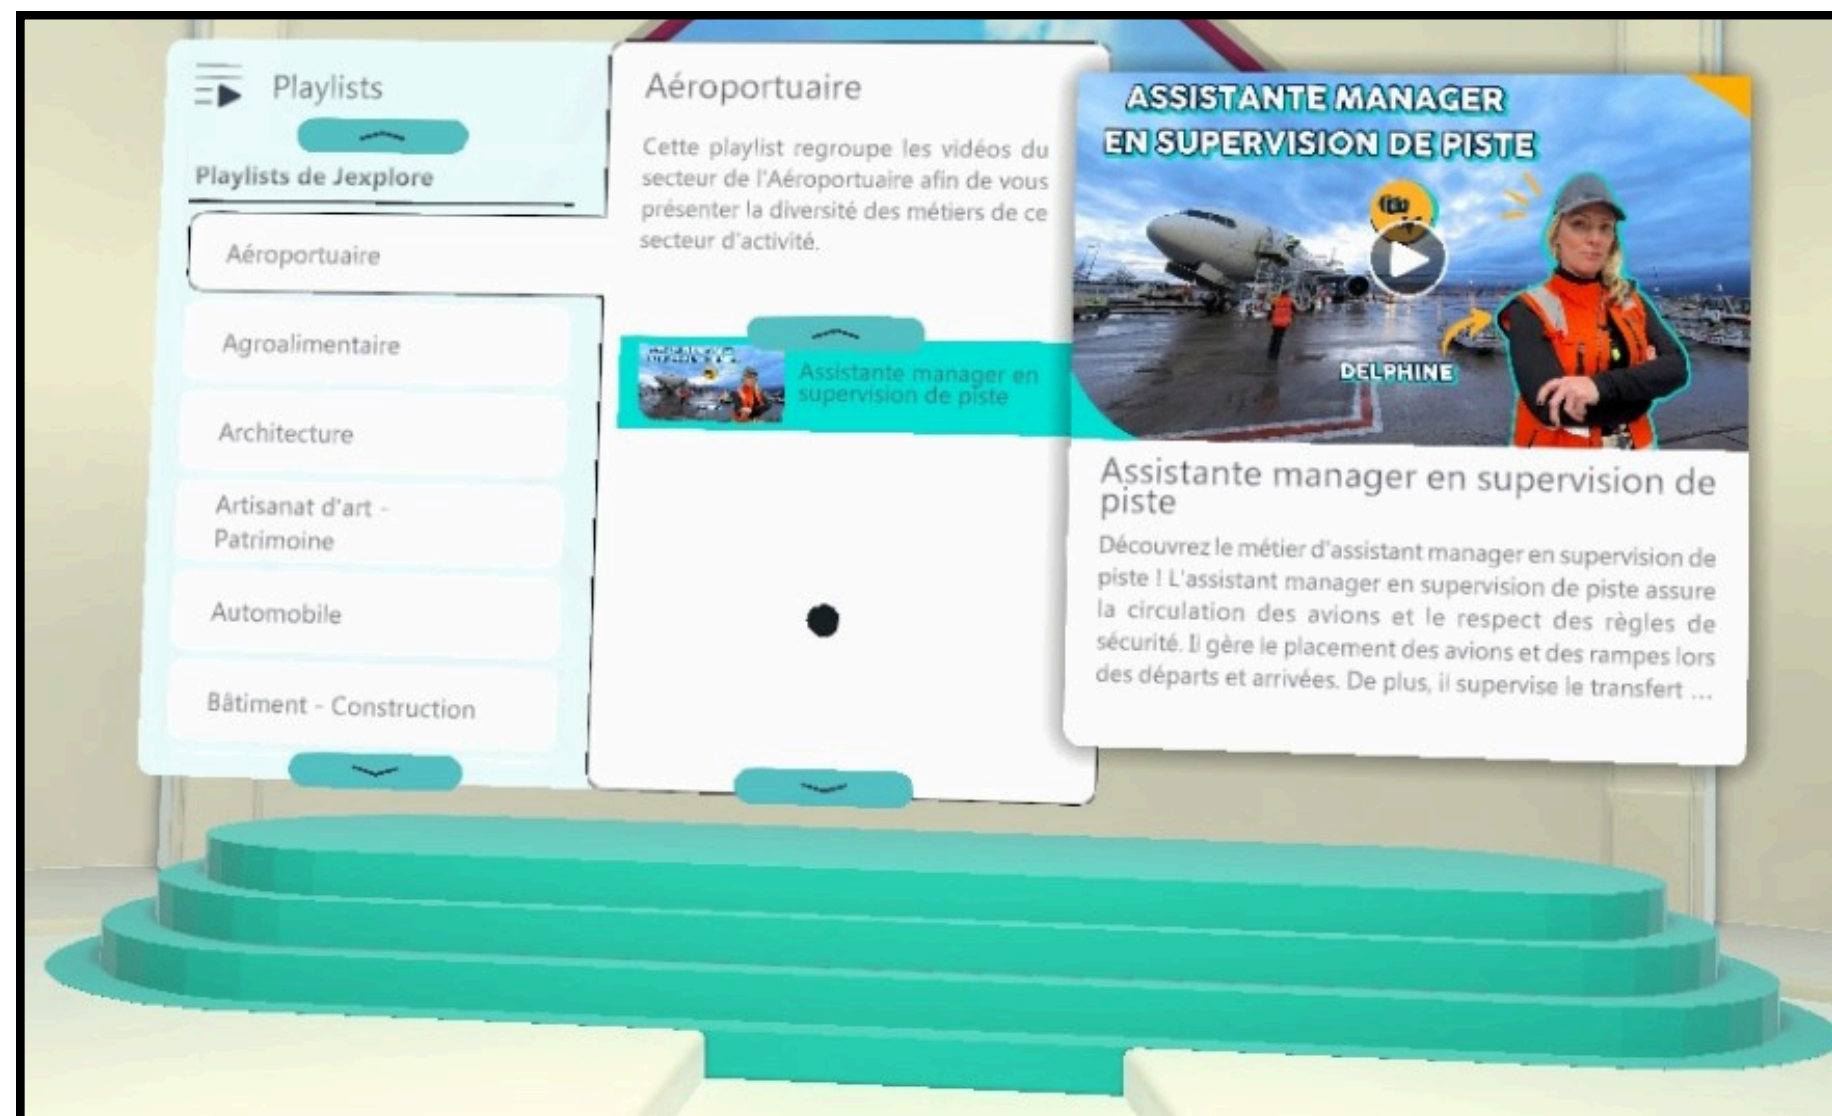 Playlists
Playlists de Jexplore
Aéroportuaire
Agroalimentaire
Architecture
Artisanat d'art -
Patrimoine
Automobile
Bâtiment - Construction
Aéroportuaire
Cette playlist regroupe les vidéos du
secteur de l'Aéroportuaire afin de vous
présenter la diversité des métiers de ce
secteur d'activité.
Assistante manager en
supervision de piste
ASSISTANTE MANAGER
EN SUPERVISION DE PISTE
DELPHINE
Assistante manager en supervision de
piste
Découvrez le métier d'assistant manager en supervision de
piste ! L'assistant manager en supervision de piste assure
la circulation des avions et le respect des règles de
sécurité. Il gère le placement des avions et des rampes lors
des départs et arrivées. De plus, il supervise le transfert ...